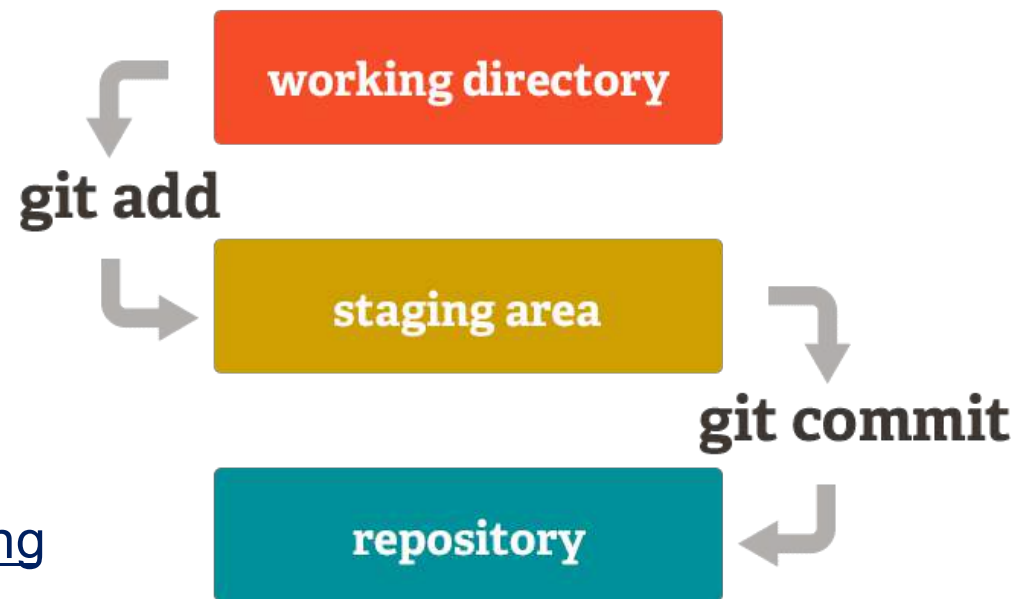 working directory
git add
staging area
git commit
repository
ng